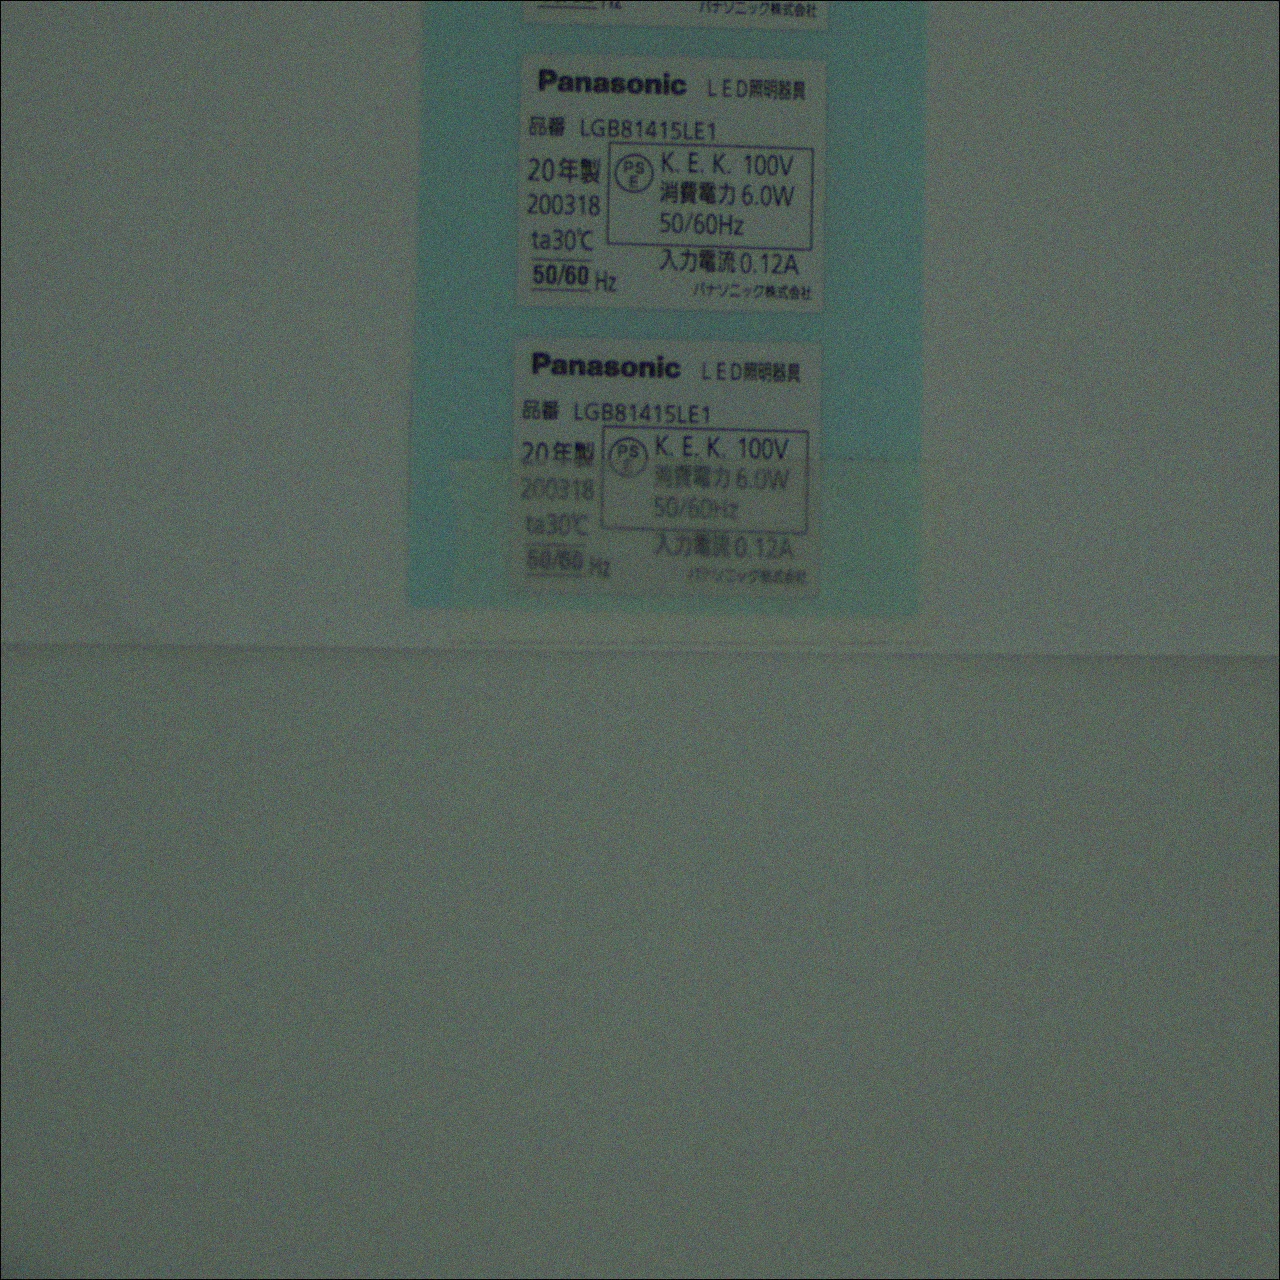 Hz パナソニック株式会社
Panasonic LED照明器具
品番 LGB81415LE1
20年製 PS E K. E. K. 100V
200318 消費電力 6.0W
50/60Hz
ta30℃
入力電流 0.12A
50/60 Hz パナソニック株式会社
Panasonic LED照明器具
品番 LGB81415LE1
20年製 PS E K. E. K. 100V
200318 消費電力 6.0W
50/60Hz
ta30℃
入力電流 0.12A
50/60 Hz パナソニック株式会社